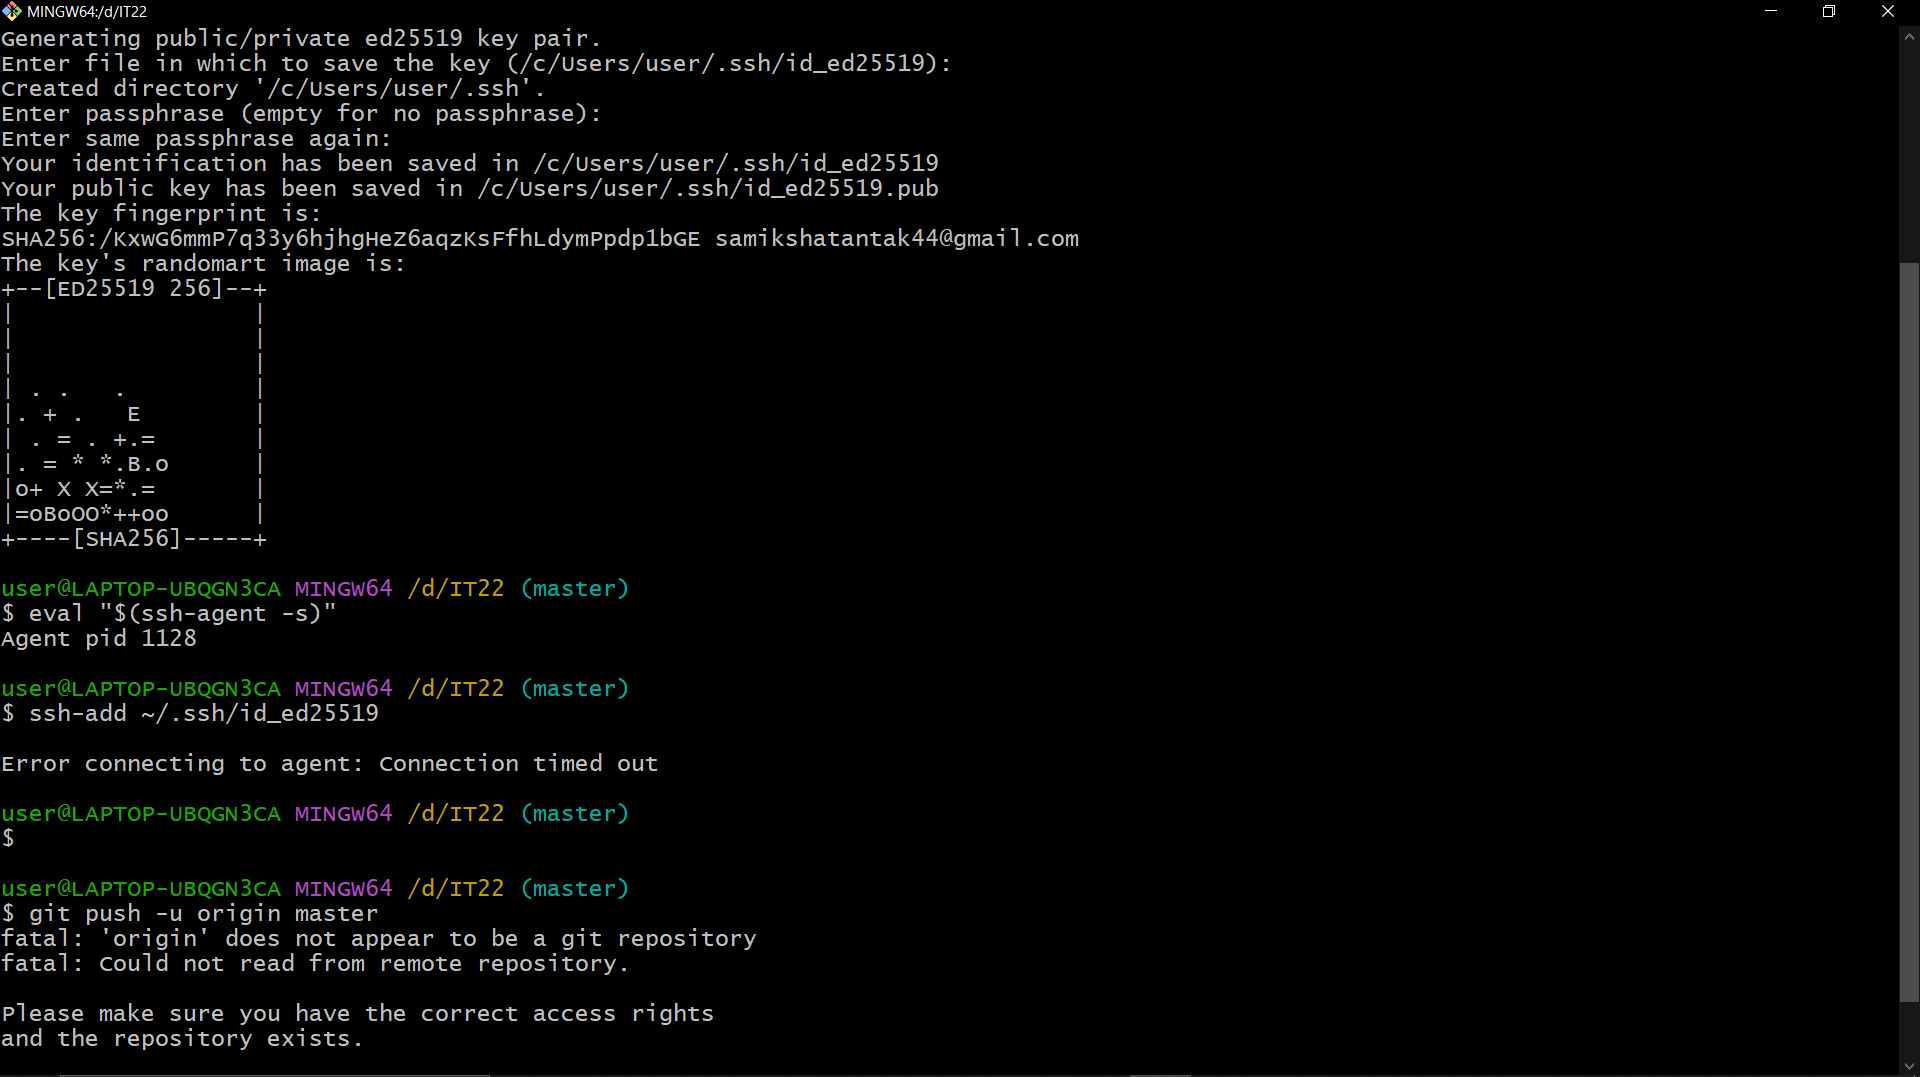 MINGW64:/d/IT22
Generating public/private ed25519 key pair.
Enter file in which to save the key (/c/Users/user/.ssh/id_ed25519):
Created directory '/c/Users/user/.ssh'.
Enter passphrase (empty for no passphrase):
Enter same passphrase again:
Your identification has been saved in /c/Users/user/.ssh/id_ed25519
Your public key has been saved in /c/Users/user/.ssh/id_ed25519.pub
The key fingerprint is:
SHA256:/KxwG6mmP7q33y6hjhgHeZ6aqzKsFfhLdymPpdp1bGE samikshatantak44@gmail.com
The key's randomart image is:
+--[ED25519 256]--+
|                 |
|                 |
|                 |
| . .   .         |
|. + .   E        |
| . = . +.=       |
|. = * *.B.o      |
|o+ X X=*.=       |
|=oBoOO*++oo      |
+----[SHA256]-----+
user@LAPTOP-UBQGN3CA MINGW64 /d/IT22 (master)
$ eval "$(ssh-agent -s)"
Agent pid 1128
user@LAPTOP-UBQGN3CA MINGW64 /d/IT22 (master)
$ ssh-add ~/.ssh/id_ed25519
Error connecting to agent: Connection timed out
user@LAPTOP-UBQGN3CA MINGW64 /d/IT22 (master)
$
user@LAPTOP-UBQGN3CA MINGW64 /d/IT22 (master)
$ git push -u origin master
fatal: 'origin' does not appear to be a git repository
fatal: Could not read from remote repository.
Please make sure you have the correct access rights
and the repository exists.